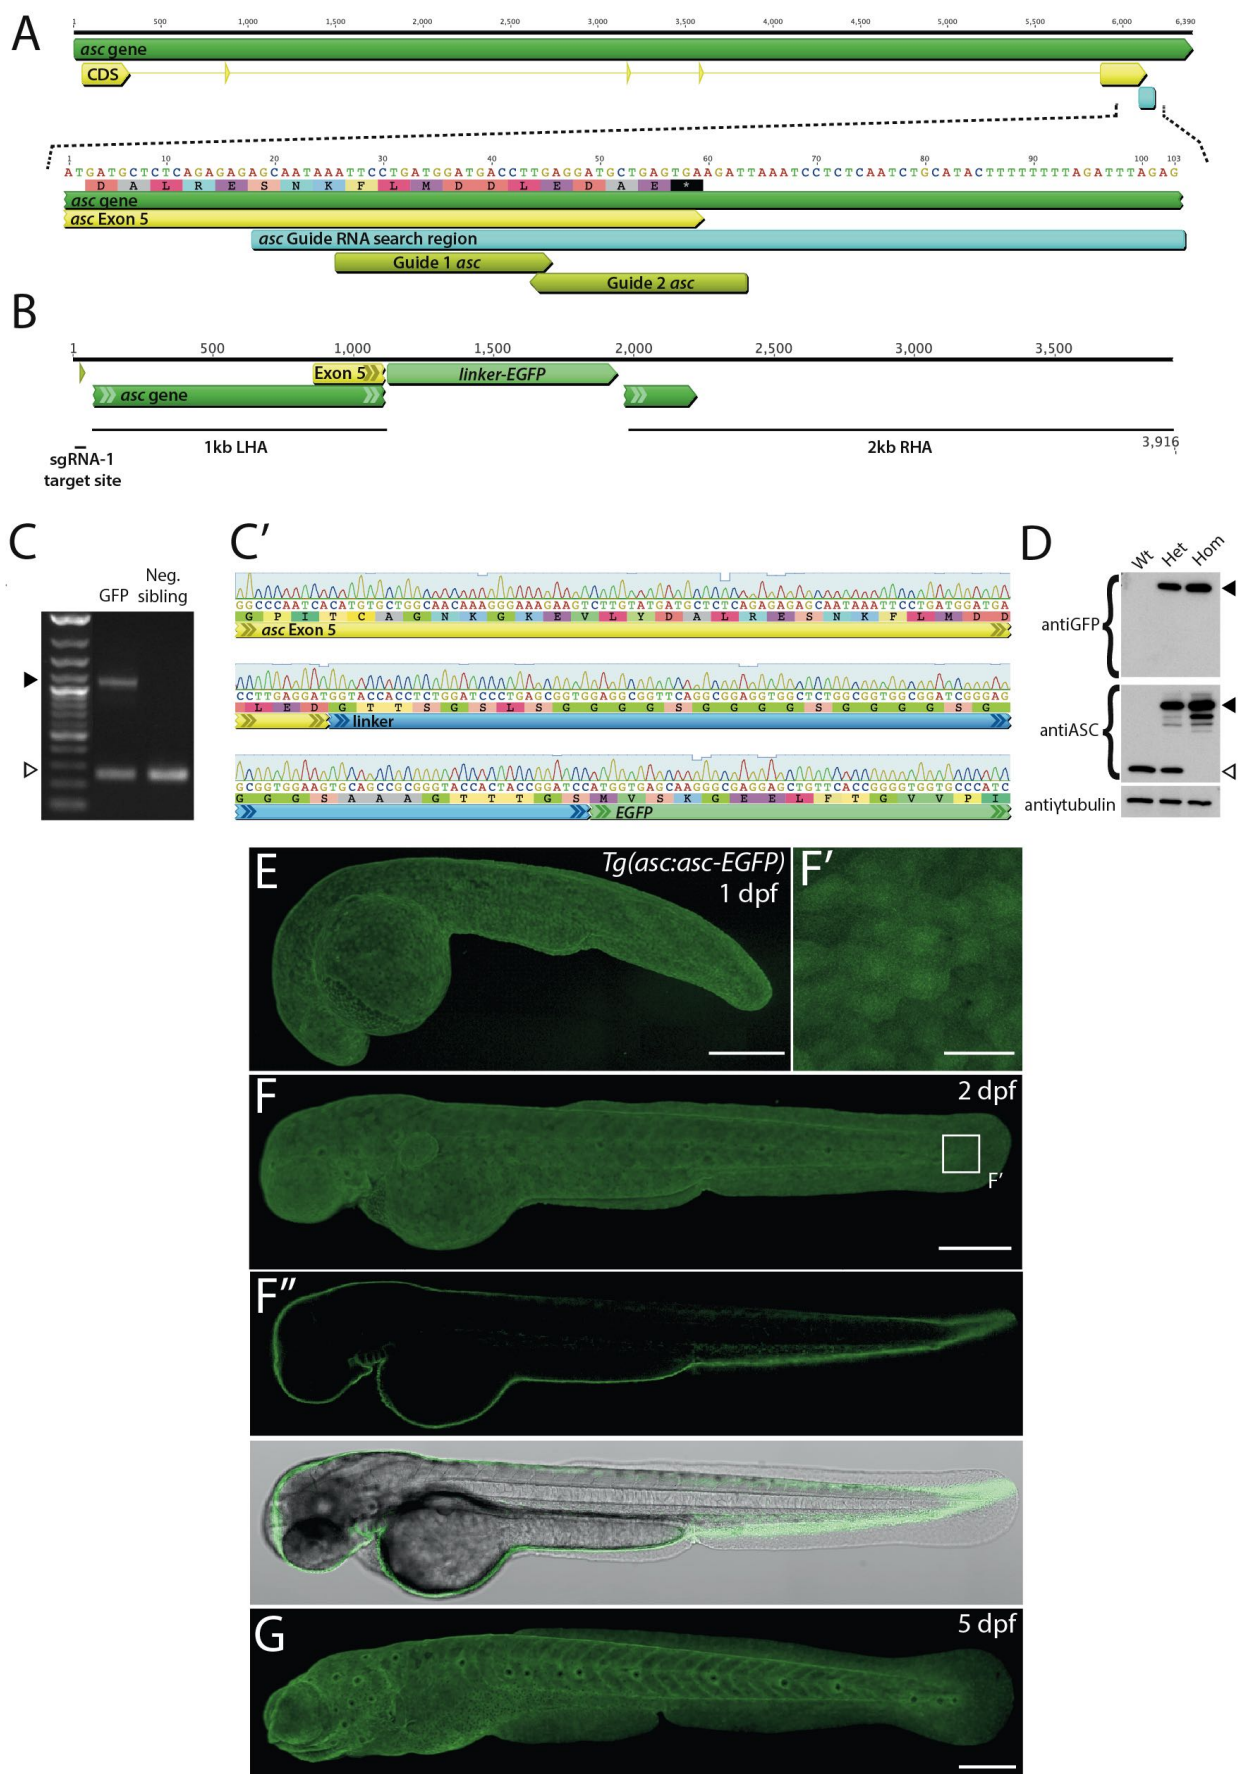 A
1 500 1,000 1,500 2,000 2,500 3,000 3,500 4,000 4,500 5,000 5,500 6,000 6,390
asc gene
CDS
1 10 20 30 40 50 60 70 80 90 100 103
ATGATGCTCTCAGAGAGAGCAATAAATTCCTGATGGATGACCTTGAGGATGCTGAGTGAAGATTAAATCCTCTCAATCTGCATACTTTTTTTTTAGATTTAGAG
D A L R E S N K F L M D D L E D A E *
asc gene
asc Exon 5
asc Guide RNA search region
Guide 1 asc
Guide 2 asc
B
1 500 1,000 1,500 2,000 2,500 3,000 3,500
Exon 5 linker-EGFP
asc gene
1kb LHA 2kb RHA 3,916
sgRNA-1
target site
C
GFP Neg. sibling
C′
GGCCCAATCACATGTGCTGGCAACAAAGGGAAAGAAGTCTTGTATGATGCTCTCAGAGAGAGCAATAAATTCCTGATGGATGA
G P I T C A G N K G K E V L Y D A L R E S N K F L M D D
asc Exon 5
CCTTGAGGATGGTACCACCTCTGGATCCCTGAGCGGTGGAGGCGGTTCAGGCGGAGGTGGCTCTGGCGGTGGCGGATCGGGAG
L E D G T T S G S L S G G G G S G G G G S G G G G S G
linker
GCGGTGGAAGTGCAGCCGCGGGTACCACTACCGGATCCATGGTGAGCAAGGGCGAGGAGCTGTTCACCGGGGTGGTGCCCATC
G G G S A A A G T T T G S M V S K G E E L F T G V V P I
EGFP
D
Wt Het Hom
antiGFP
antiASC
antiγtubulin
E
Tg(asc:asc-EGFP)
1 dpf
F′
F
2 dpf
F′
F″
G
5 dpf